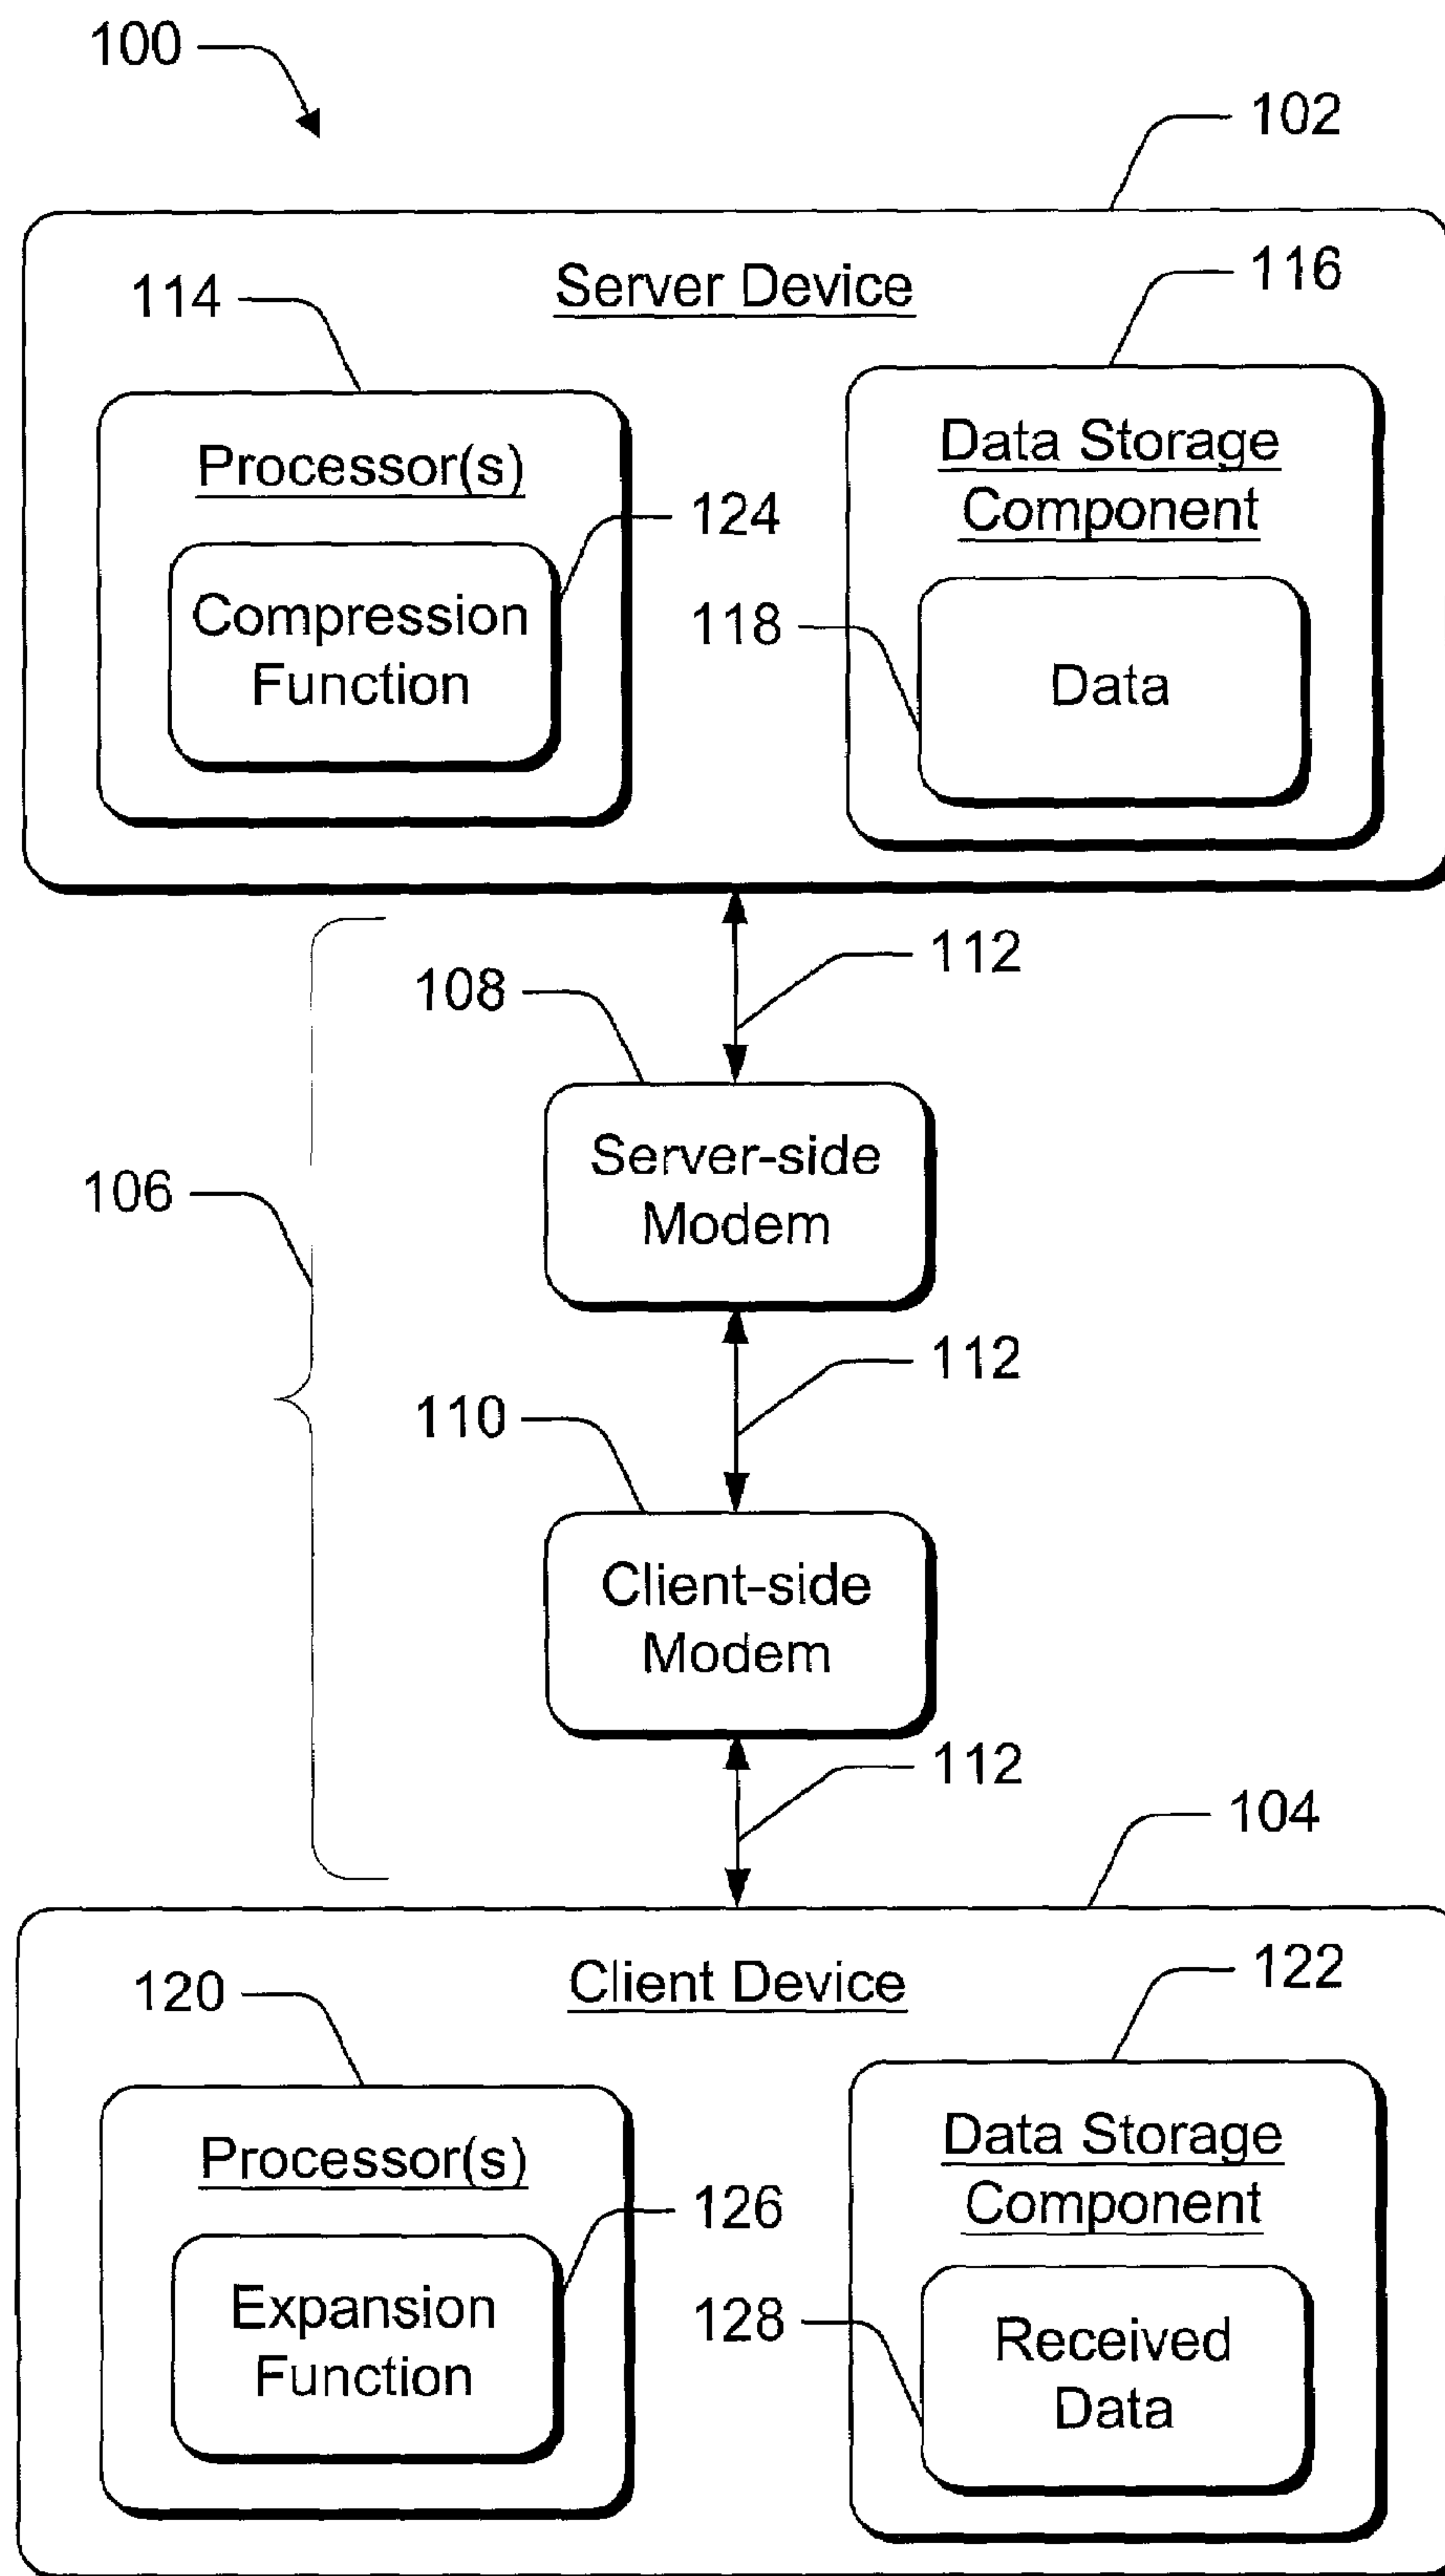 100
102
Server Device
114
116
Processor(s)
Data Storage
Component
124
Compression
Function
118
Data
112
108
Server-side
Modem
106
112
110
Client-side
Modem
112
104
Client Device
120
122
Processor(s)
Data Storage
Component
126
Expansion
Function
128
Received
Data